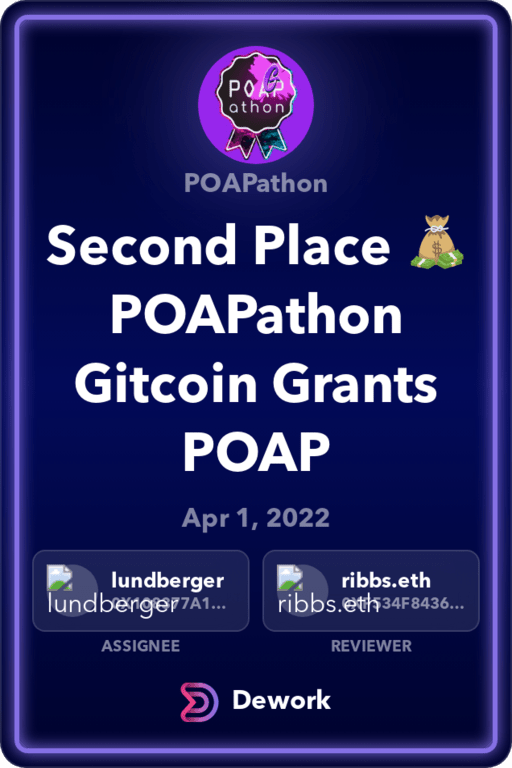 POAP
athon
POAPathon
Second Place 💰
POAPathon
Gitcoin Grants
POAP
Apr 1, 2022
lundberger
lundberger
ribbs.eth
ribbs.eth
ASSIGNEE
REVIEWER
Dework